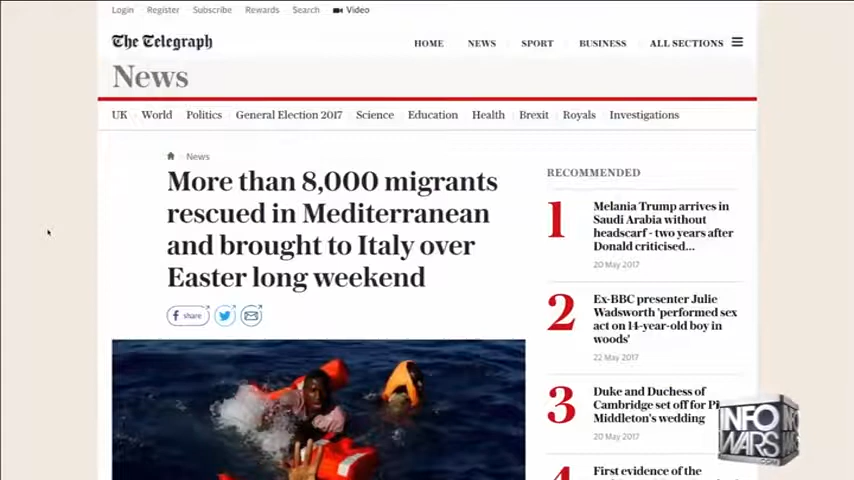 Login Register Subscribe Rewards Search Video
The Telegraph
HOME NEWS SPORT BUSINESS ALL SECTIONS
News
UK World Politics General Election 2017 Science Education Health Brexit Royals Investigations
News
More than 8,000 migrants
rescued in Mediterranean
and brought to Italy over
Easter long weekend
share
RECOMMENDED
1 Melania Trump arrives in
Saudi Arabia without
headscarf - two years after
Donald criticised...
20 May 2017
2 Ex-BBC presenter Julie
Wadsworth 'performed sex
act on 14-year-old boy in
woods'
22 May 2017
3 Duke and Duchess of
Cambridge set off for
Middleton's wedding
20 May 2017
4 First evidence of the
INFO
WARS
.COM